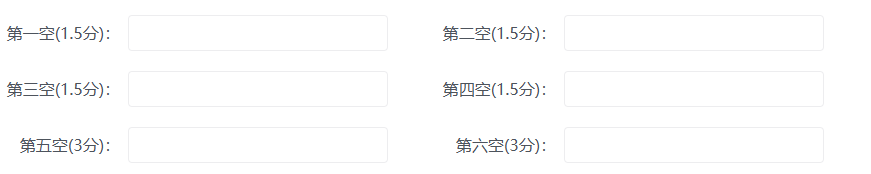 第一空(1.5分)： 第二空(1.5分)：
第三空(1.5分)： 第四空(1.5分)：
第五空(3分)： 第六空(3分)：